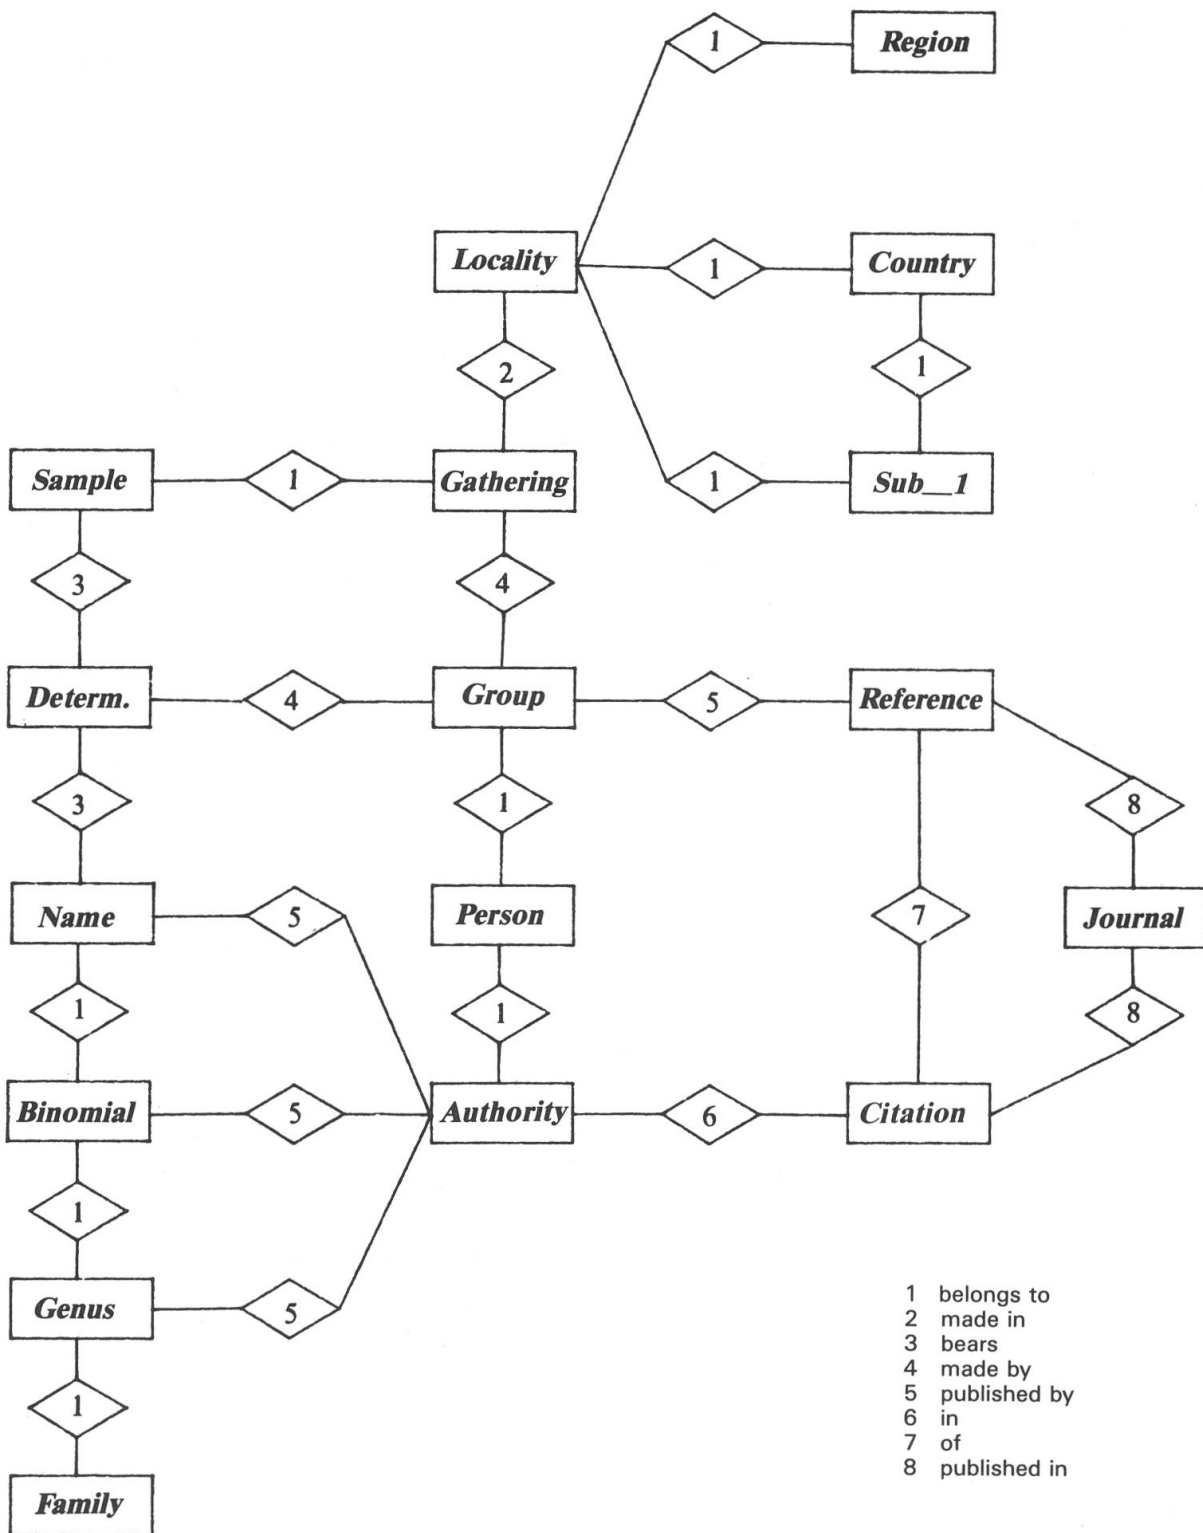 1 Region
Locality 1 Country
2 1
Sample 1 Gathering 1 Sub__1
3 4
Determ. 4 Group 5 Reference
3 1 8
Name 5 Person 7 Journal
1 1 8
Binomial 5 Authority 6 Citation
1
Genus 5
1
Family
1 belongs to
2 made in
3 bears
4 made by
5 published by
6 in
7 of
8 published in